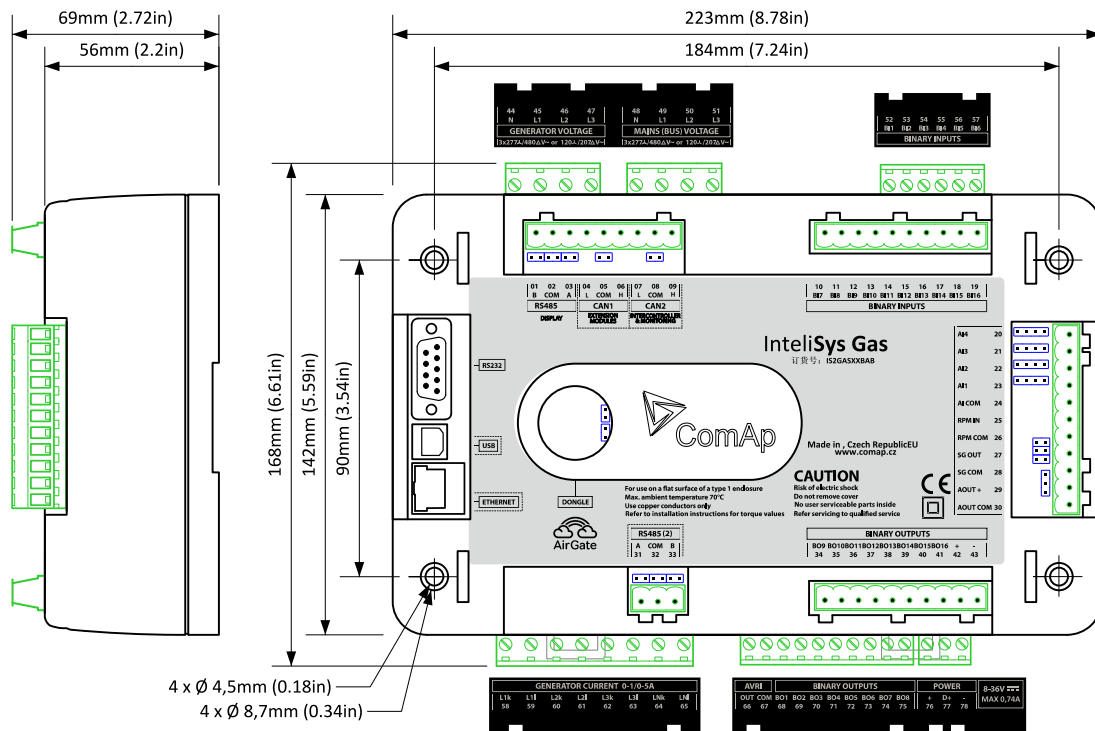 69mm (2.72in)
56mm (2.2in)
223mm (8.78in)
184mm (7.24in)
44 45 46 47
N L1 L2 L3
GENERATOR VOLTAGE
3x277⅄/480ΔV~ or 120⅄/207ΔV~
48 49 50 51
N L1 L2 L3
MAINS (BUS) VOLTAGE
3x277⅄/480ΔV~ or 120⅄/207ΔV~
52 53 54 55 56 57
BI1 BI2 BI3 BI4 BI5 BI6
BINARY INPUTS
168mm (6.61in)
142mm (5.59in)
90mm (3.54in)
01 02 03 04 05 06 07 08 09
B COM A L COM H L COM H
RS485 CAN1 CAN2
DISPLAY
EXTENSION
MODULES
INTERCONTROLLER
& MONITORING
10 11 12 13 14 15 16 17 18 19
BI7 BI8 BI9 BI10 BI11 BI12 BI13 BI14 BI15 BI16
BINARY INPUTS
InteliSys Gas
订货号：IS2GASXXBAB
RS232
USB
ETHERNET
DONGLE
ComAp
AirGate
Made in , Czech RepublicEU
www.comap.cz
For use on a flat surface of a type 1 enclosure
Max. ambient temperature 70°C
Use copper conductors only
Refer to installation instructions for torque values
CAUTION
Risk of electric shock
Do not remove cover
No user serviceable parts inside
Refer servicing to qualified service
CE
AI4 20
AI3 21
AI2 22
AI1 23
AI COM 24
RPM IN 25
RPM COM 26
SG OUT 27
SG COM 28
AOUT + 29
AOUT COM 30
RS485 (2)
A COM B
31 32 33
BINARY OUTPUTS
BO9 BO10 BO11 BO12 BO13 BO14 BO15 BO16 + -
34 35 36 37 38 39 40 41 42 43
4 x Ø 4,5mm (0.18in)
4 x Ø 8,7mm (0.34in)
GENERATOR CURRENT 0-1/0-5A
L1k L1l L2k L2l L3k L3l LNk LNl
58 59 60 61 62 63 64 65
AVRI BINARY OUTPUTS POWER
OUT COM BO1 BO2 BO3 BO4 BO5 BO6 BO7 BO8 + D+ -
66 67 68 69 70 71 72 73 74 75 76 77 78
8-36V
MAX 0,74A